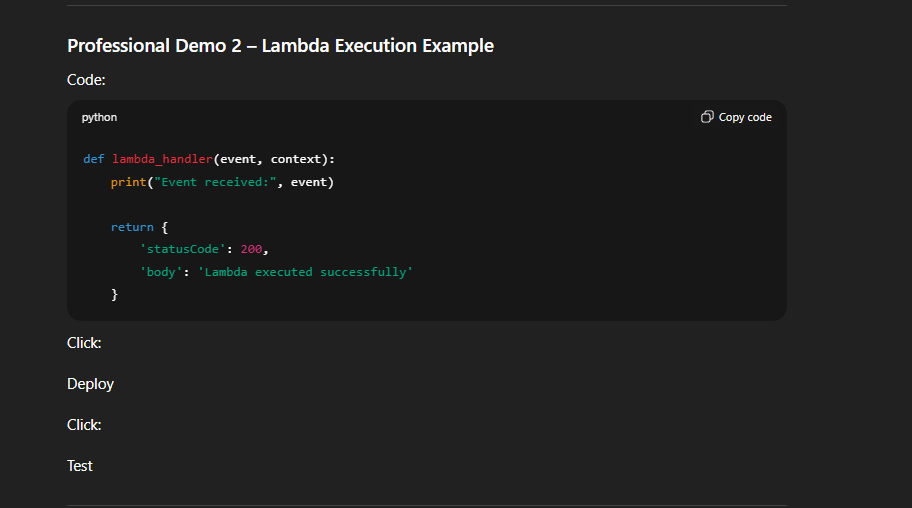 Professional Demo 2 – Lambda Execution Example
Code:
python
Copy code
def lambda_handler(event, context):
    print("Event received:", event)
    return {
        'statusCode': 200,
        'body': 'Lambda executed successfully'
    }
Click:
Deploy
Click:
Test